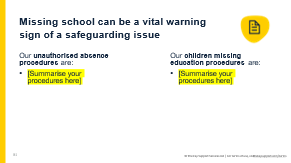 Missing school can be a vital warning
sign of a safeguarding issue
Our unauthorised absence
procedures are:
• [Summarise your
procedures here]
Our children missing
education procedures are:
• [Summarise your
procedures here]